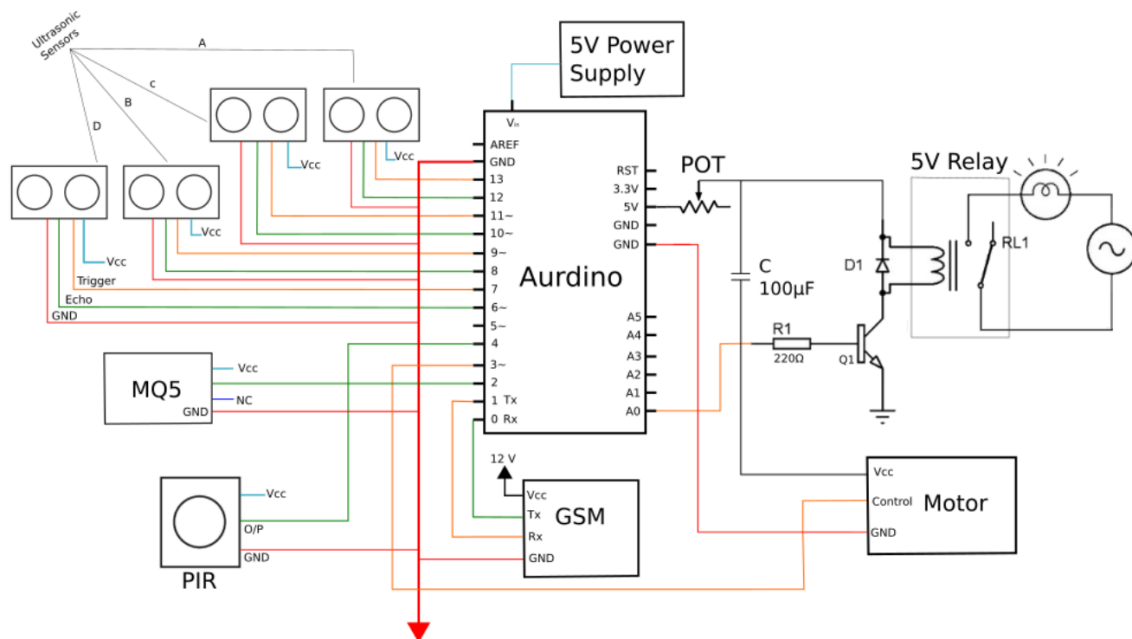 Ultrasonic
Sensors
A
c
B
D
Vcc
Vcc
Vcc
Vcc
Trigger
Echo
GND
MQ5
Vcc
NC
GND
PIR
Vcc
O/P
GND
5V Power
Supply
Vin
AREF
GND
13
12
11~
10~
9~
8
7
6~
5~
4
3~
2
1 Tx
0 Rx
Aurdino
RST
3.3V
5V
GND
GND
A5
A4
A3
A2
A1
A0
12 V
Vcc
Tx
Rx
GND
GSM
POT
C
100μF
R1
220Ω
D1
Q1
5V Relay
RL1
Vcc
Control
GND
Motor